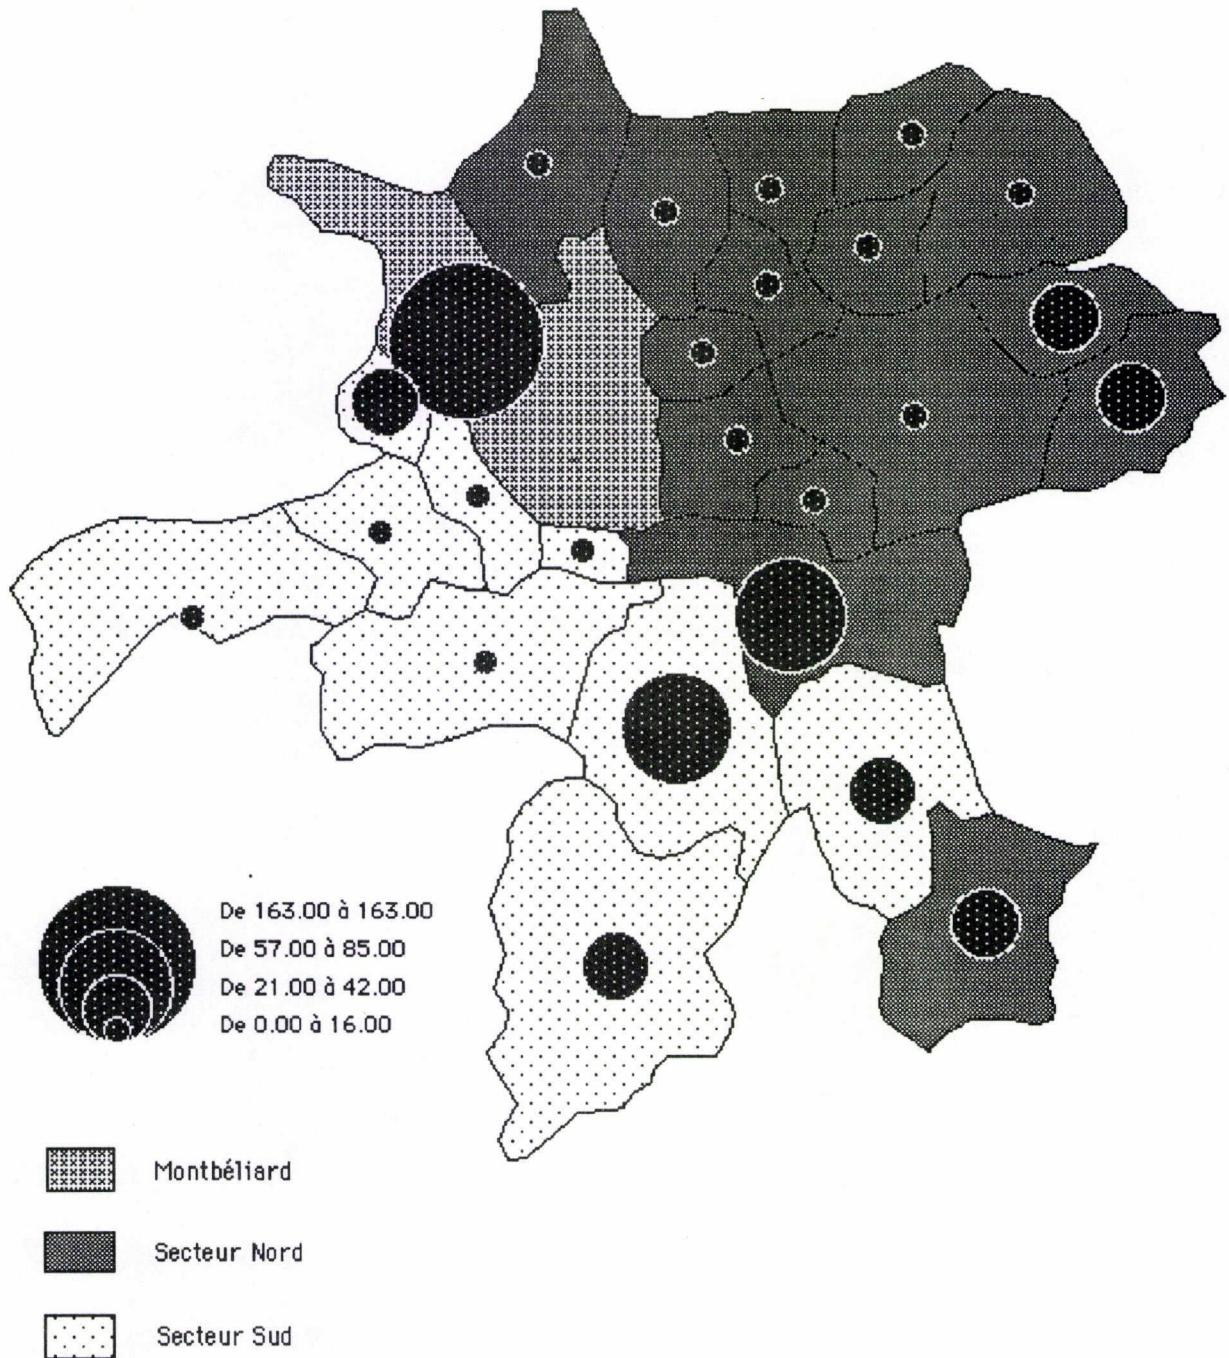 De 163.00 à 163.00
De 57.00 à 85.00
De 21.00 à 42.00
De 0.00 à 16.00
Montbéliard
Secteur Nord
Secteur Sud